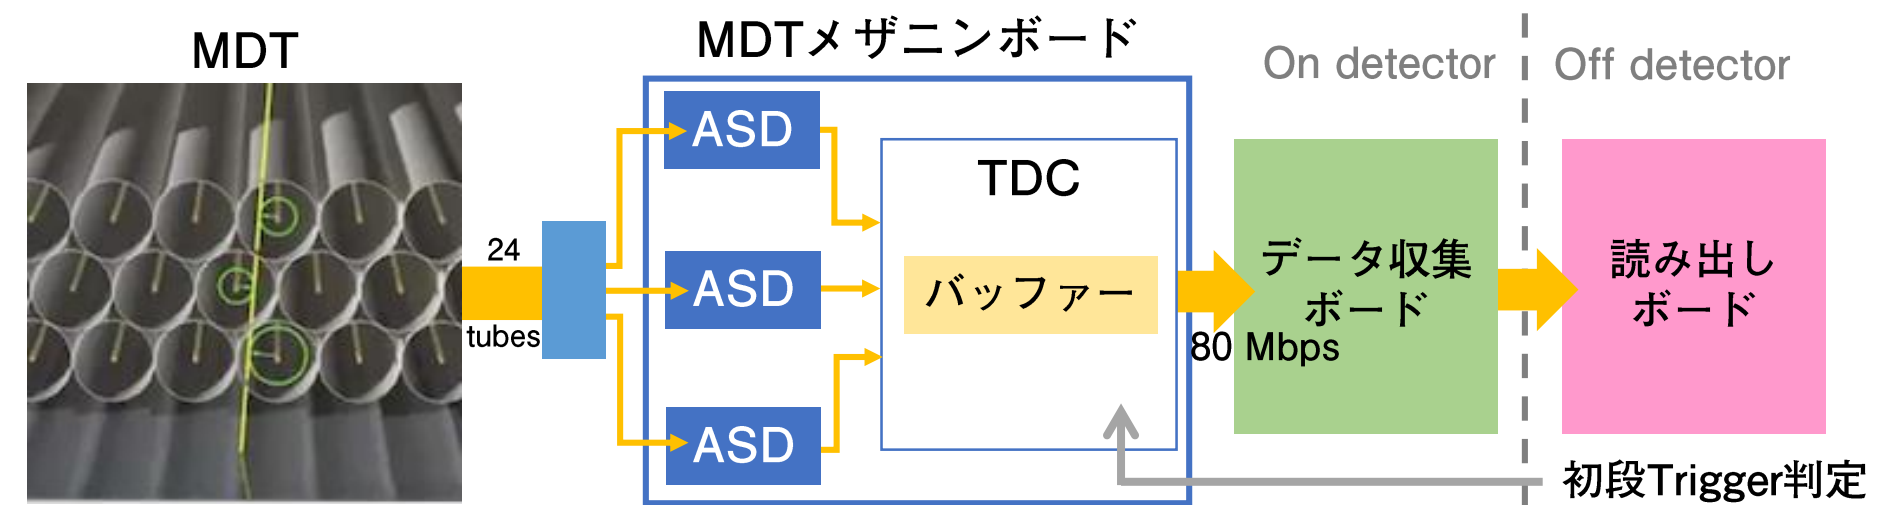 MDT
24
tubes
MDTメザニンボード
ASD
ASD
ASD
TDC
バッファー
80 Mbps
On detector
Off detector
データ収集
ボード
読み出し
ボード
初段Trigger判定